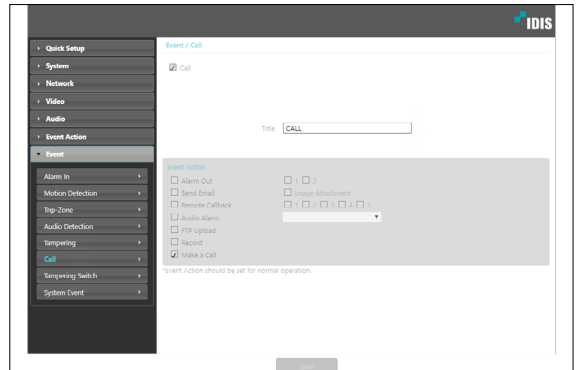 IDIS
Quick Setup
System
Network
Video
Audio
Event Action
Event
Alarm In
Motion Detection
Trip-Zone
Audio Detection
Tampering
Call
Tampering Switch
System Event
Event / Call
Call
Title CALL
Event Action
Alarm Out 1 2
Send Email Image Attachment
Remote Callback 1 2 3 4 5
Audio Alarm
FTP Upload
Record
Make a Call
*Event Action should be set for normal operation.
Save